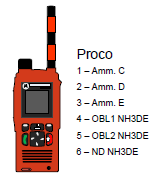 Proco
1 – Amm. C
2 – Amm. D
3 – Amm. E
4 – OBL1 NH3DE
5 – OBL2 NH3DE
6 – ND NH3DE